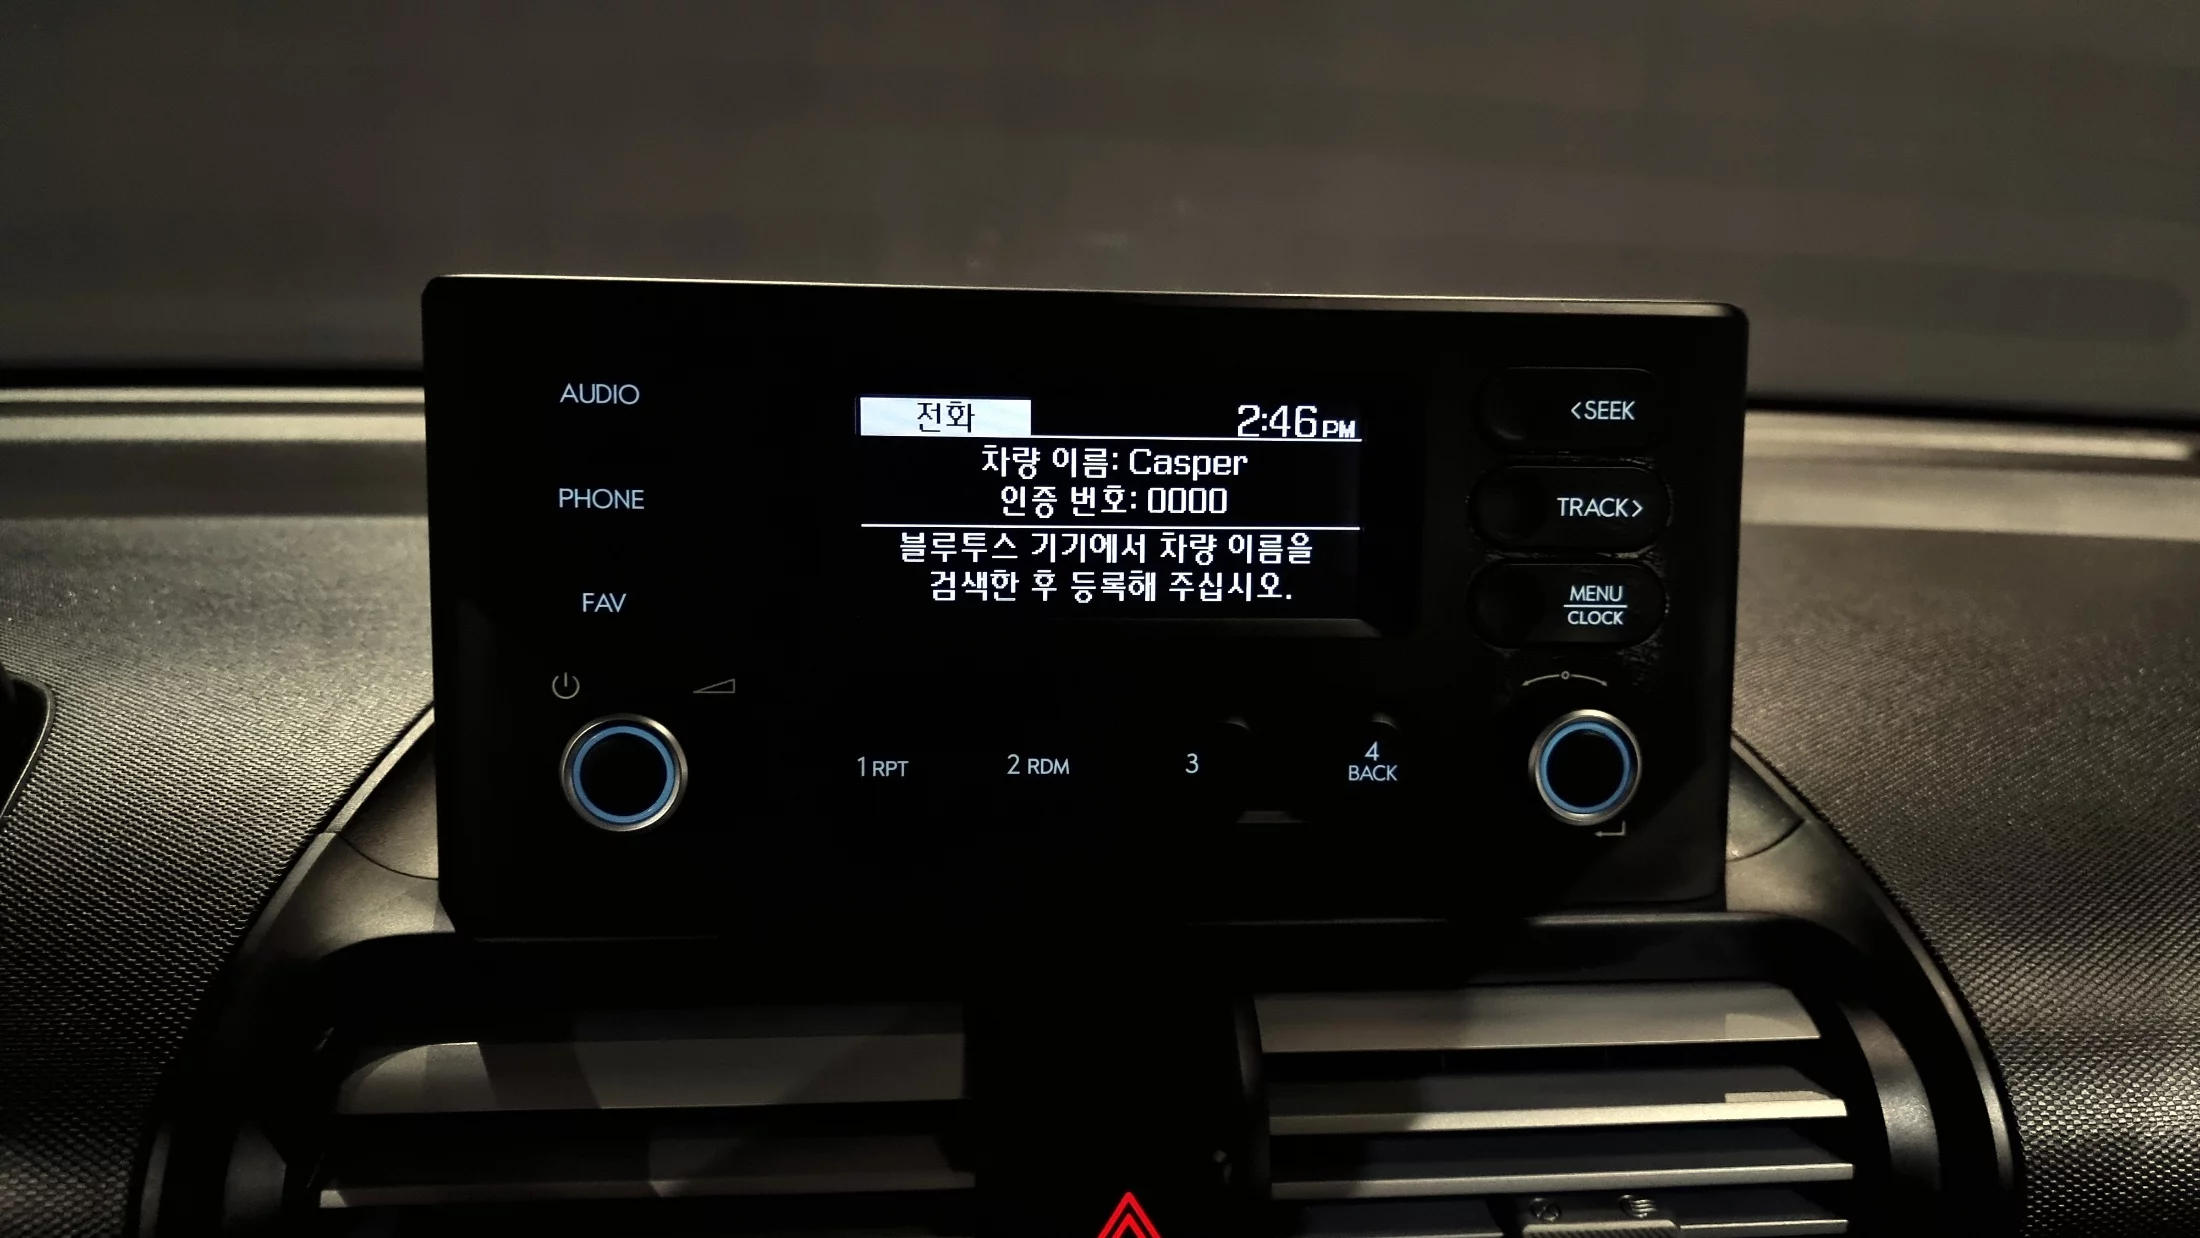 AUDIO
PHONE
FAV
전화 2:46 PM
차량 이름: Casper
인증 번호: 0000
블루투스 기기에서 차량 이름을
검색한 후 등록해 주십시오.
<SEEK
TRACK>
MENU
CLOCK
1 RPT
2 RDM
3
4
BACK